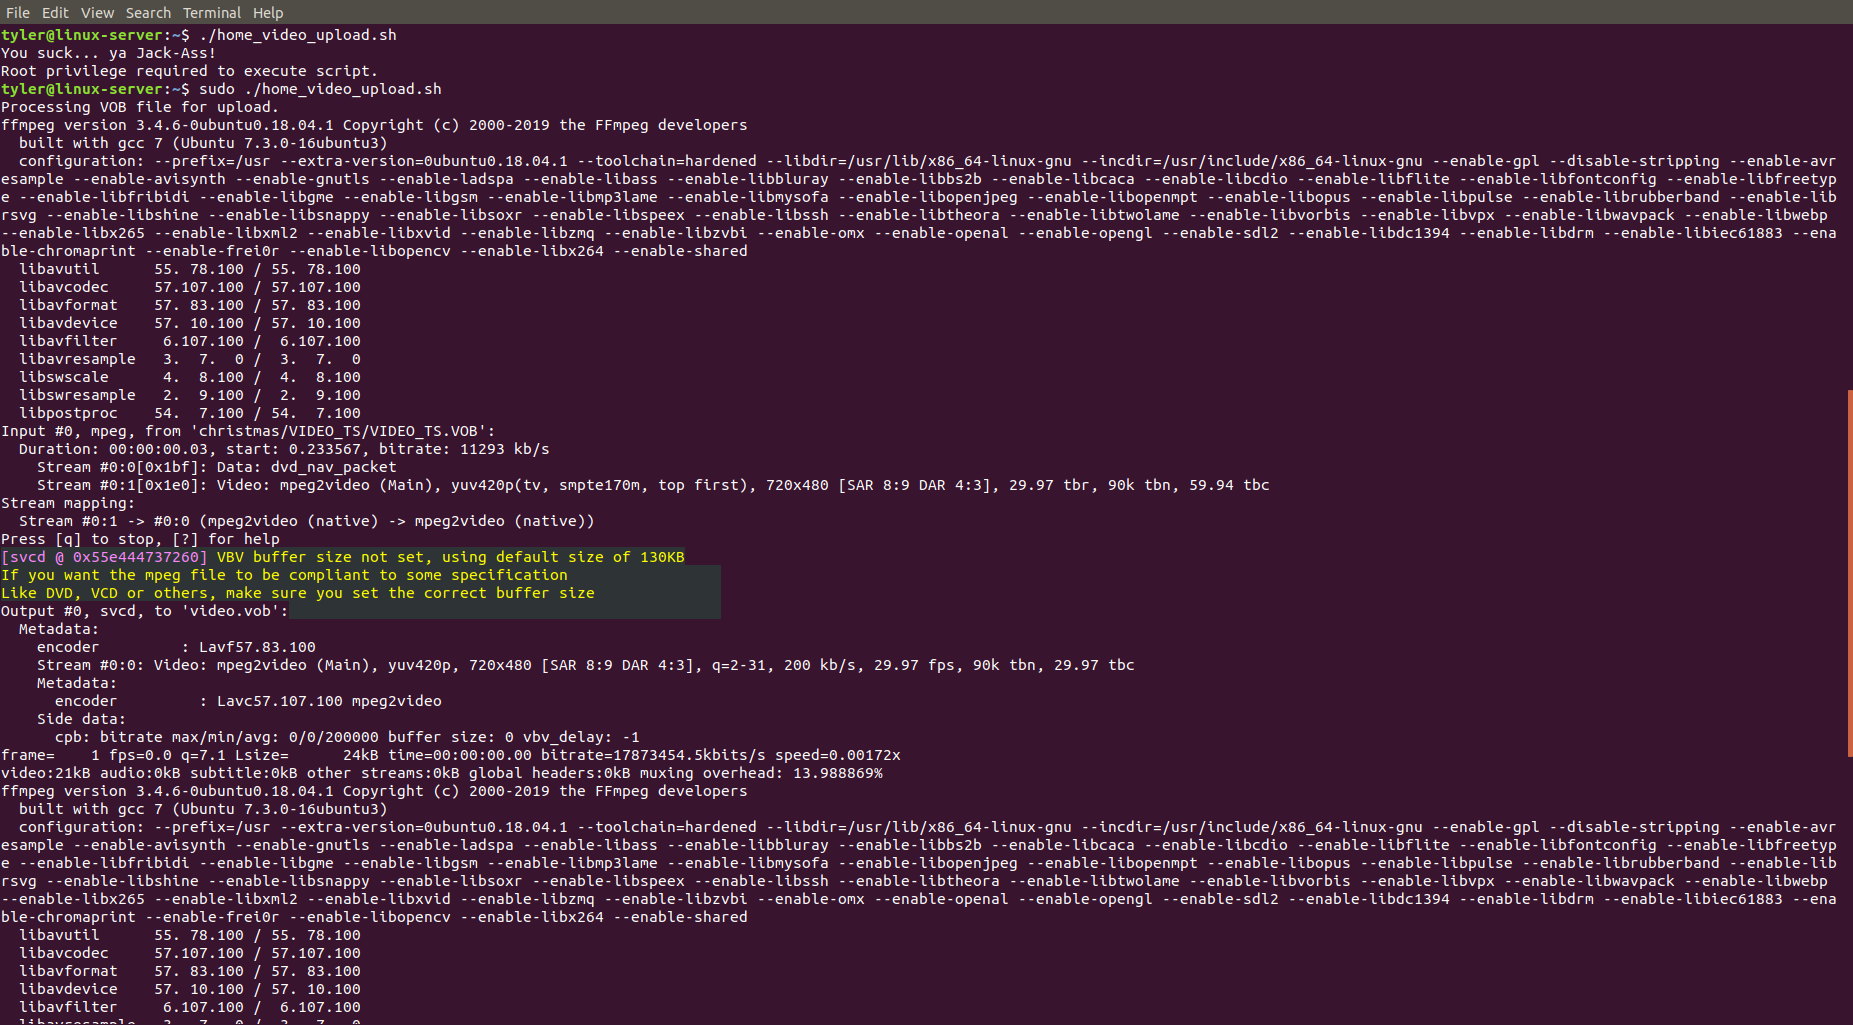 File Edit View Search Terminal Help
tyler@linux-server:~$ ./home_video_upload.sh
You suck... ya Jack-Ass!
Root privilege required to execute script.
tyler@linux-server:~$ sudo ./home_video_upload.sh
Processing VOB file for upload.
ffmpeg version 3.4.6-0ubuntu0.18.04.1 Copyright (c) 2000-2019 the FFmpeg developers
  built with gcc 7 (Ubuntu 7.3.0-16ubuntu3)
  configuration: --prefix=/usr --extra-version=0ubuntu0.18.04.1 --toolchain=hardened --libdir=/usr/lib/x86_64-linux-gnu --incdir=/usr/include/x86_64-linux-gnu --enable-gpl --disable-stripping --enable-avr
esample --enable-avisynth --enable-gnutls --enable-ladspa --enable-libass --enable-libbluray --enable-libbs2b --enable-libcaca --enable-libcdio --enable-libflite --enable-libfontconfig --enable-libfreetyp
e --enable-libfribidi --enable-libgme --enable-libgsm --enable-libmp3lame --enable-libmysofa --enable-libopenjpeg --enable-libopenmpt --enable-libopus --enable-libpulse --enable-librubberband --enable-lib
rsvg --enable-libshine --enable-libsnappy --enable-libsoxr --enable-libspeex --enable-libssh --enable-libtheora --enable-libtwolame --enable-libvorbis --enable-libvpx --enable-libwavpack --enable-libwebp
--enable-libx265 --enable-libxml2 --enable-libxvid --enable-libzmq --enable-libzvbi --enable-omx --enable-openal --enable-opengl --enable-sdl2 --enable-libdc1394 --enable-libdrm --enable-libiec61883 --ena
ble-chromaprint --enable-frei0r --enable-libopencv --enable-libx264 --enable-shared
  libavutil      55. 78.100 / 55. 78.100
  libavcodec     57.107.100 / 57.107.100
  libavformat    57. 83.100 / 57. 83.100
  libavdevice    57. 10.100 / 57. 10.100
  libavfilter     6.107.100 /  6.107.100
  libavresample   3.  7.  0 /  3.  7.  0
  libswscale      4.  8.100 /  4.  8.100
  libswresample   2.  9.100 /  2.  9.100
  libpostproc    54.  7.100 / 54.  7.100
Input #0, mpeg, from 'christmas/VIDEO_TS/VIDEO_TS.VOB':
  Duration: 00:00:00.03, start: 0.233567, bitrate: 11293 kb/s
    Stream #0:0[0x1bf]: Data: dvd_nav_packet
    Stream #0:1[0x1e0]: Video: mpeg2video (Main), yuv420p(tv, smpte170m, top first), 720x480 [SAR 8:9 DAR 4:3], 29.97 tbr, 90k tbn, 59.94 tbc
Stream mapping:
  Stream #0:1 -> #0:0 (mpeg2video (native) -> mpeg2video (native))
Press [q] to stop, [?] for help
[svcd @ 0x55e444737260] VBV buffer size not set, using default size of 130KB
If you want the mpeg file to be compliant to some specification
Like DVD, VCD or others, make sure you set the correct buffer size
Output #0, svcd, to 'video.vob':
  Metadata:
    encoder         : Lavf57.83.100
    Stream #0:0: Video: mpeg2video (Main), yuv420p, 720x480 [SAR 8:9 DAR 4:3], q=2-31, 200 kb/s, 29.97 fps, 90k tbn, 29.97 tbc
    Metadata:
      encoder         : Lavc57.107.100 mpeg2video
    Side data:
      cpb: bitrate max/min/avg: 0/0/200000 buffer size: 0 vbv_delay: -1
frame=    1 fps=0.0 q=7.1 Lsize=      24kB time=00:00:00.00 bitrate=17873454.5kbits/s speed=0.00172x
video:21kB audio:0kB subtitle:0kB other streams:0kB global headers:0kB muxing overhead: 13.988869%
ffmpeg version 3.4.6-0ubuntu0.18.04.1 Copyright (c) 2000-2019 the FFmpeg developers
  built with gcc 7 (Ubuntu 7.3.0-16ubuntu3)
  configuration: --prefix=/usr --extra-version=0ubuntu0.18.04.1 --toolchain=hardened --libdir=/usr/lib/x86_64-linux-gnu --incdir=/usr/include/x86_64-linux-gnu --enable-gpl --disable-stripping --enable-avr
esample --enable-avisynth --enable-gnutls --enable-ladspa --enable-libass --enable-libbluray --enable-libbs2b --enable-libcaca --enable-libcdio --enable-libflite --enable-libfontconfig --enable-libfreetyp
e --enable-libfribidi --enable-libgme --enable-libgsm --enable-libmp3lame --enable-libmysofa --enable-libopenjpeg --enable-libopenmpt --enable-libopus --enable-libpulse --enable-librubberband --enable-lib
rsvg --enable-libshine --enable-libsnappy --enable-libsoxr --enable-libspeex --enable-libssh --enable-libtheora --enable-libtwolame --enable-libvorbis --enable-libvpx --enable-libwavpack --enable-libwebp
--enable-libx265 --enable-libxml2 --enable-libxvid --enable-libzmq --enable-libzvbi --enable-omx --enable-openal --enable-opengl --enable-sdl2 --enable-libdc1394 --enable-libdrm --enable-libiec61883 --ena
ble-chromaprint --enable-frei0r --enable-libopencv --enable-libx264 --enable-shared
  libavutil      55. 78.100 / 55. 78.100
  libavcodec     57.107.100 / 57.107.100
  libavformat    57. 83.100 / 57. 83.100
  libavdevice    57. 10.100 / 57. 10.100
  libavfilter     6.107.100 /  6.107.100
  libavresample   3.  7.  0 /  3.  7.  0